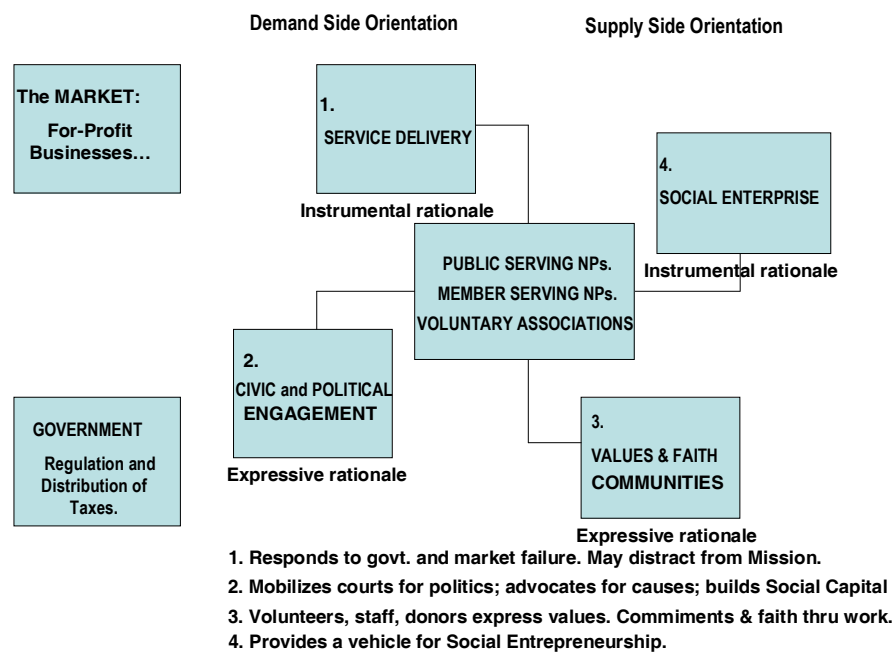 Demand Side Orientation
Supply Side Orientation
The MARKET:
For-Profit
Businesses…
1.
SERVICE DELIVERY
Instrumental rationale
4.
SOCIAL ENTERPRISE
Instrumental rationale
PUBLIC SERVING NPs.
MEMBER SERVING NPs.
VOLUNTARY ASSOCIATIONS
2.
CIVIC and POLITICAL
ENGAGEMENT
Expressive rationale
GOVERNMENT
Regulation and
Distribution of
Taxes.
3.
VALUES & FAITH
COMMUNITIES
Expressive rationale
1. Responds to govt. and market failure. May distract from Mission.
2. Mobilizes courts for politics; advocates for causes; builds Social Capital
3. Volunteers, staff, donors express values. Commiments & faith thru work.
4. Provides a vehicle for Social Entrepreneurship.